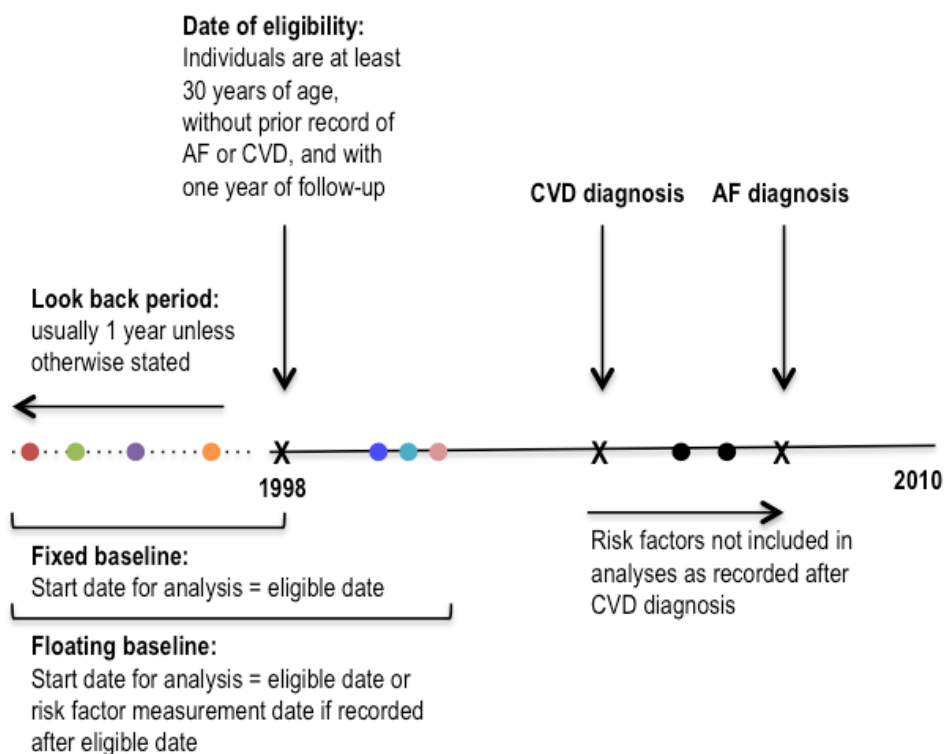 Date of eligibility:
Individuals are at least
30 years of age,
without prior record of
AF or CVD, and with
one year of follow-up
CVD diagnosis
AF diagnosis
Look back period:
usually 1 year unless
otherwise stated
X
X
X
1998
2010
Fixed baseline:
Start date for analysis = eligible date
Risk factors not included in
analyses as recorded after
CVD diagnosis
Floating baseline:
Start date for analysis = eligible date or
risk factor measurement date if recorded
after eligible date